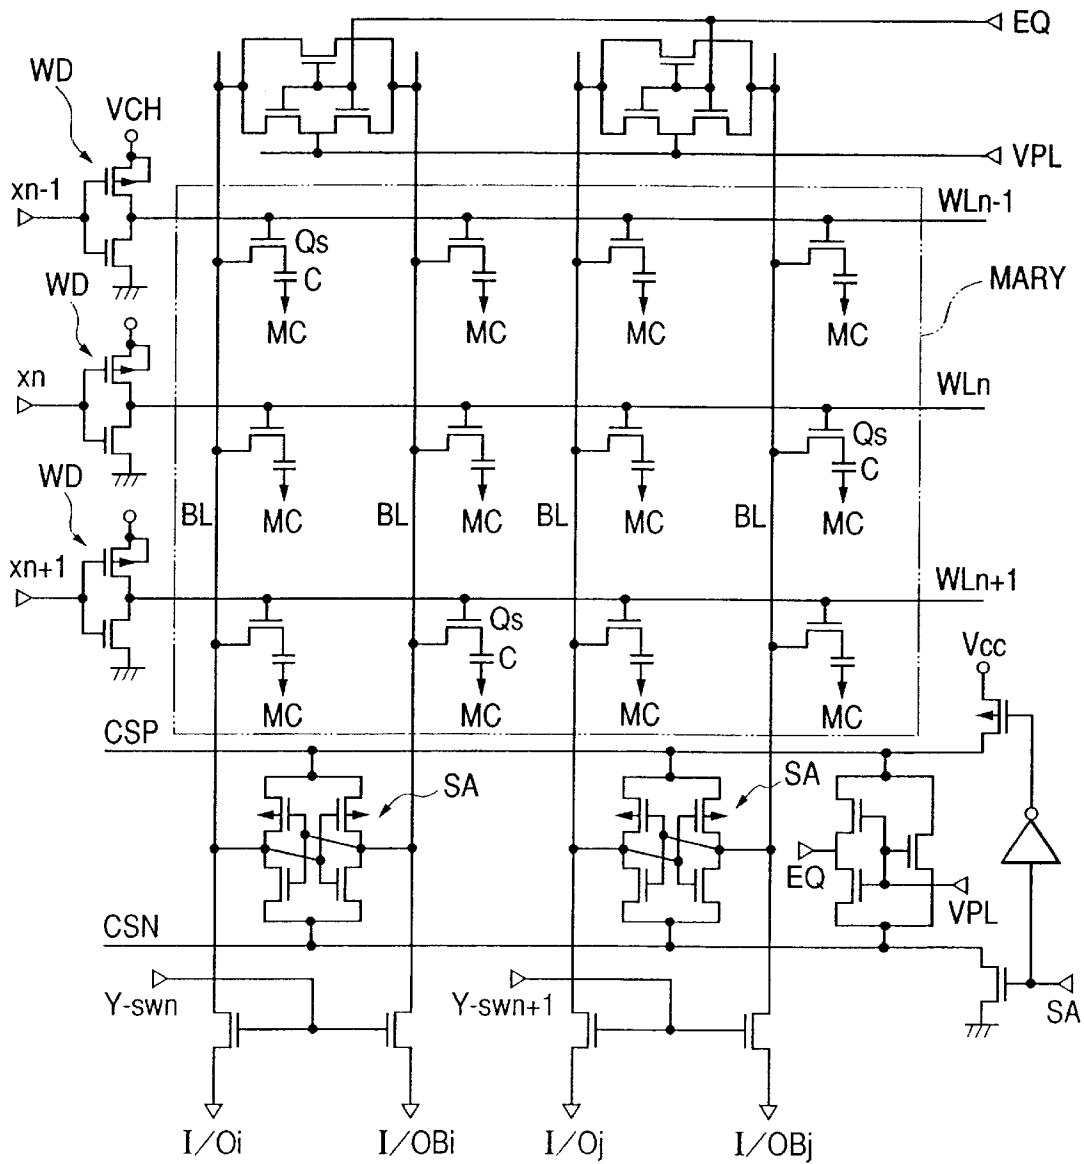 EQ
WD
VCH
VPL
xn-1
WLn-1
Qs
C
WD
MARY
MC MC MC MC
xn
WLn
Qs
C
WD
BL BL BL BL
MC MC MC MC
xn+1
WLn+1
Qs
C
Vcc
MC MC MC MC
CSP
SA SA
EQ
VPL
CSN
Y-swn Y-swn+1
SA
I/Oi I/OBi I/Oj I/OBj